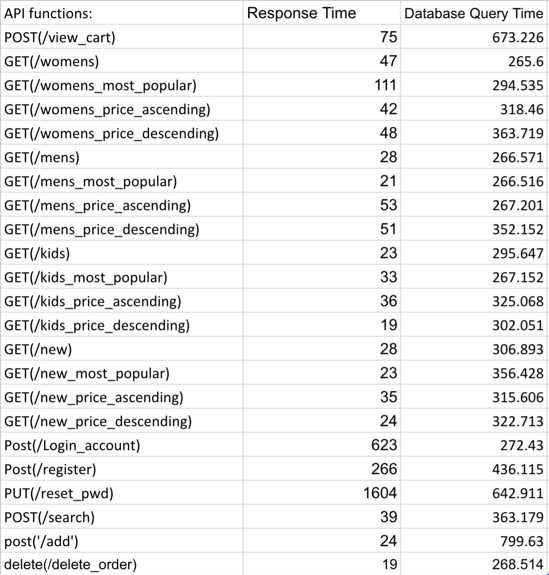 API functions: Response Time Database Query Time
POST(/view_cart) 75 673.226
GET(/womens) 47 265.6
GET(/womens_most_popular) 111 294.535
GET(/womens_price_ascending) 42 318.46
GET(/womens_price_descending) 48 363.719
GET(/mens) 28 266.571
GET(/mens_most_popular) 21 266.516
GET(/mens_price_ascending) 53 267.201
GET(/mens_price_descending) 51 352.152
GET(/kids) 23 295.647
GET(/kids_most_popular) 33 267.152
GET(/kids_price_ascending) 36 325.068
GET(/kids_price_descending) 19 302.051
GET(/new) 28 306.893
GET(/new_most_popular) 23 356.428
GET(/new_price_ascending) 35 315.606
GET(/new_price_descending) 24 322.713
Post(/Login_account) 623 272.43
Post(/register) 266 436.115
PUT(/reset_pwd) 1604 642.911
POST(/search) 39 363.179
post('/add') 24 799.63
delete(/delete_order) 19 268.514